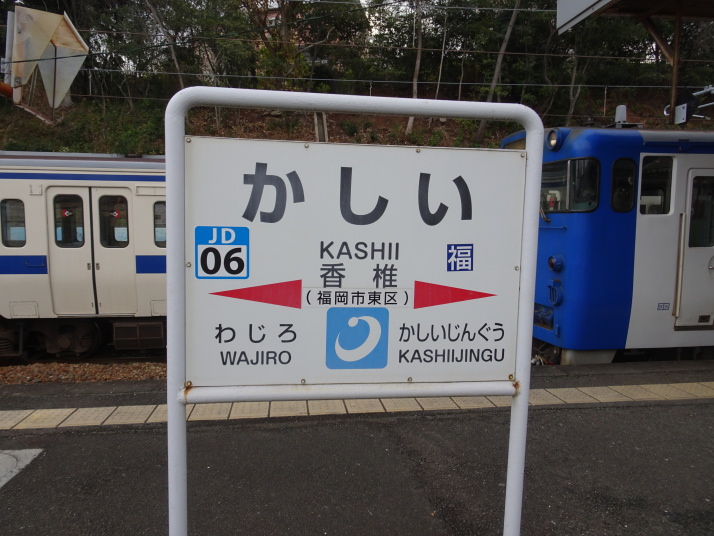 かしい
JD
06
KASHII
福
香椎
(福岡市東区)
わじろ
かしいじんぐう
WAJIRO
KASHIIJINGU